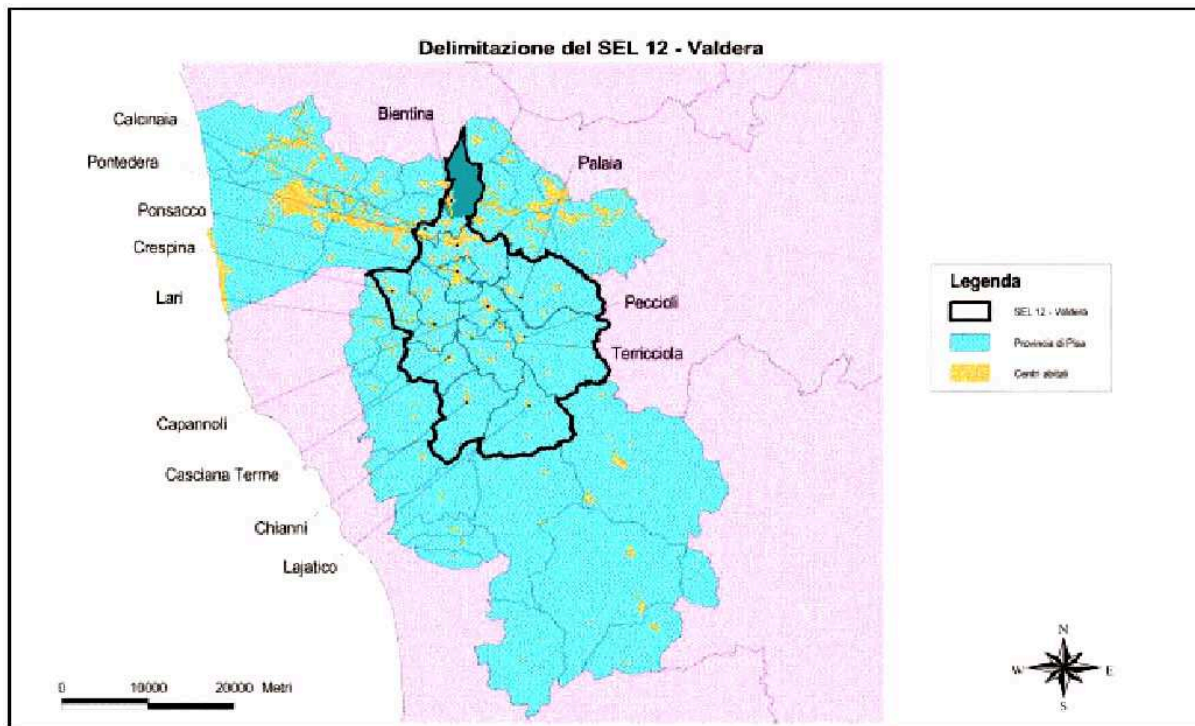 Delimitazione del SEL 12 - Valdera
Bientina
Calcinaia
Pontedera
Palaia
Ponsacco
Crespina
Lari
Peccioli
Terricciola
Capannoli
Casciana Terme
Chianni
Lajatico
Legenda
SEL 12 - Valdera
Provincia di Pisa
Centri abitati
0 10000 20000 Metri
N
W E
S